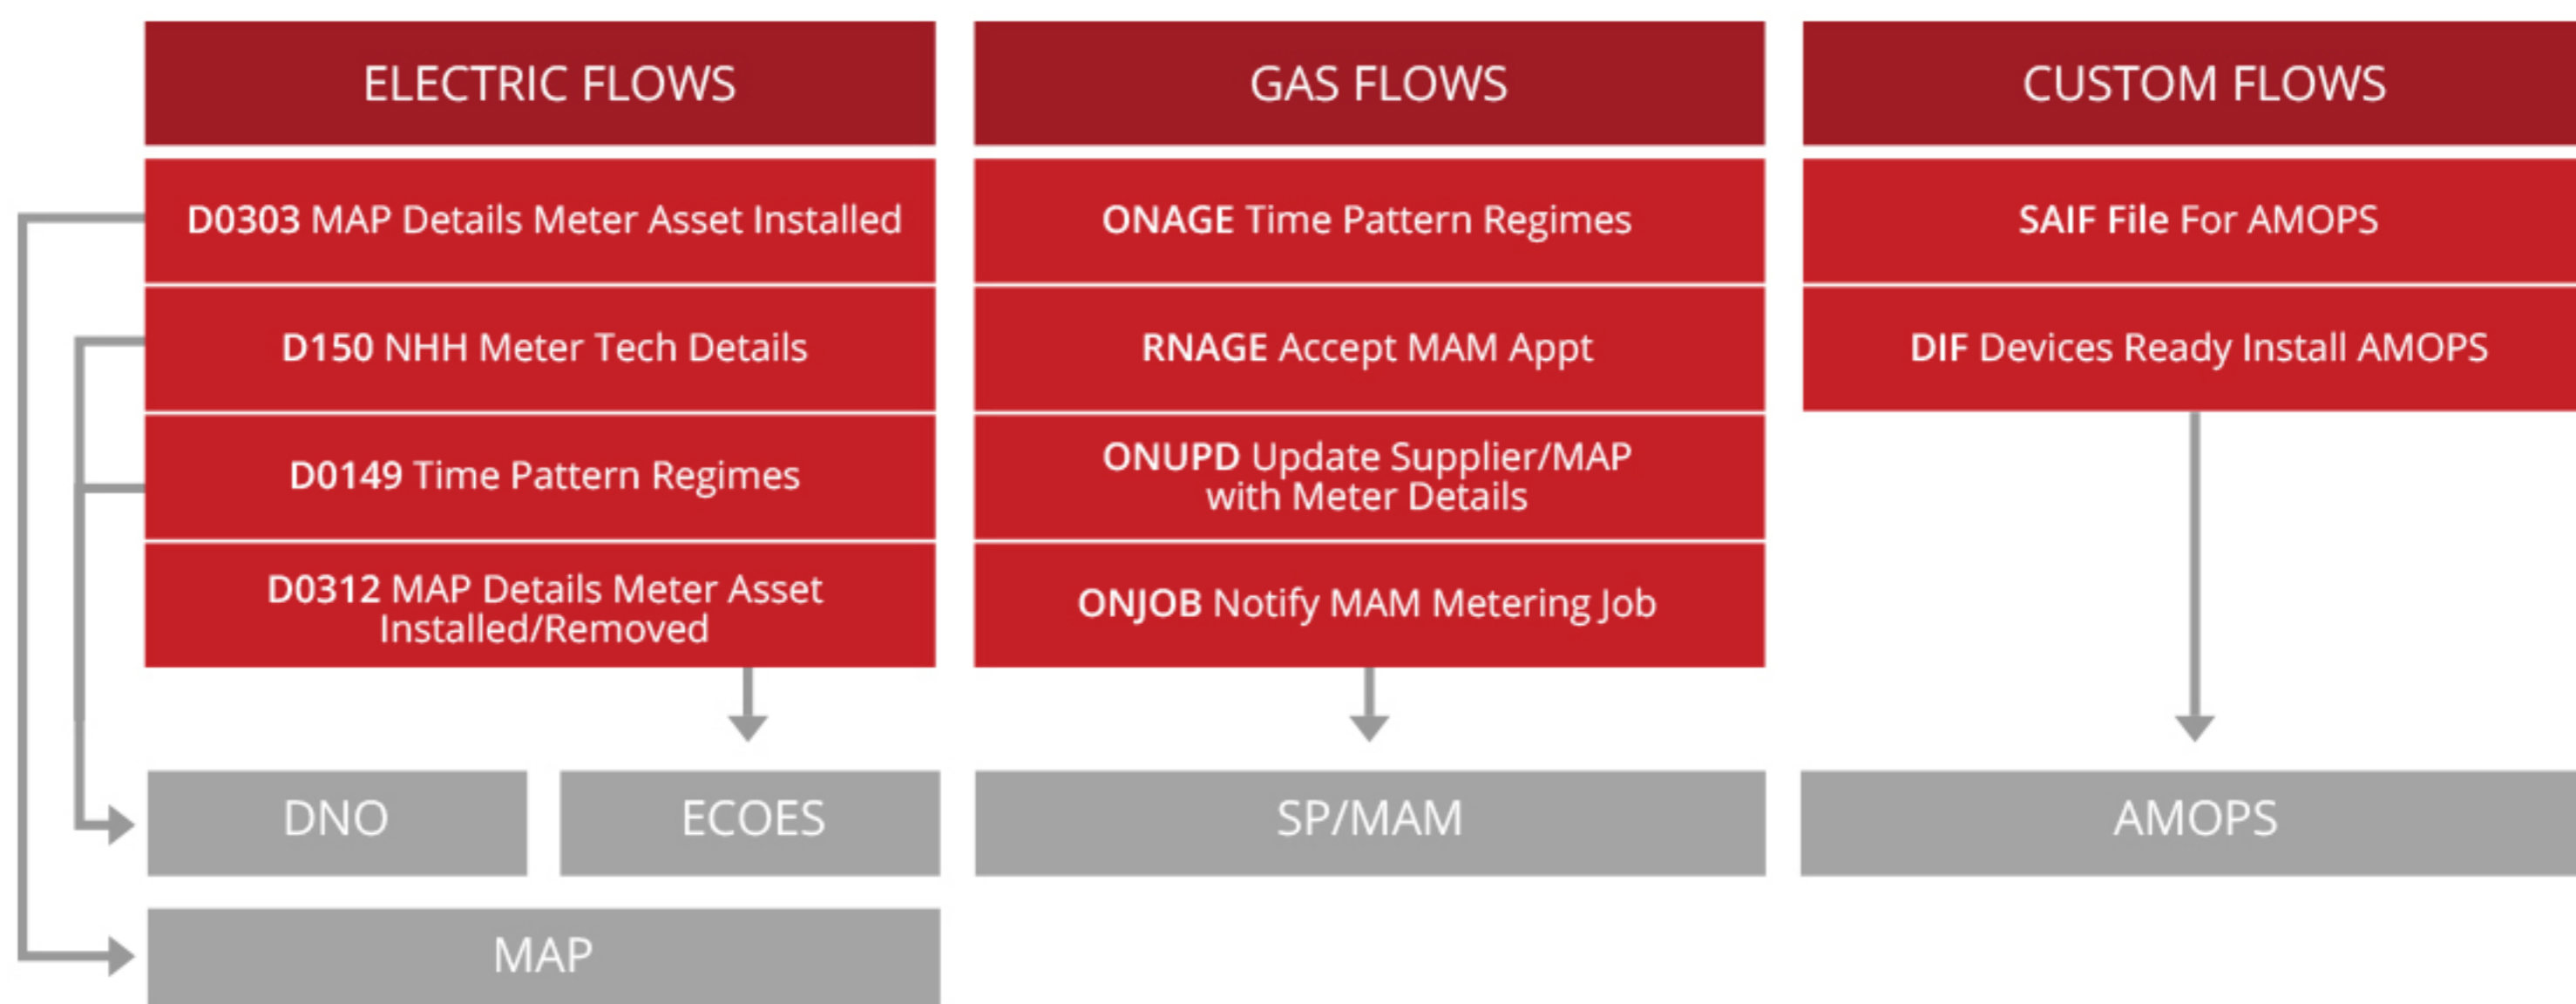 ELECTRIC FLOWS
D0303 MAP Details Meter Asset Installed
D150 NHH Meter Tech Details
D0149 Time Pattern Regimes
D0312 MAP Details Meter Asset
Installed/Removed
DNO
ECOES
MAP
GAS FLOWS
ONAGE Time Pattern Regimes
RNAGE Accept MAM Appt
ONUPD Update Supplier/MAP
with Meter Details
ONJOB Notify MAM Metering Job
SP/MAM
CUSTOM FLOWS
SAIF File For AMOPS
DIF Devices Ready Install AMOPS
AMOPS